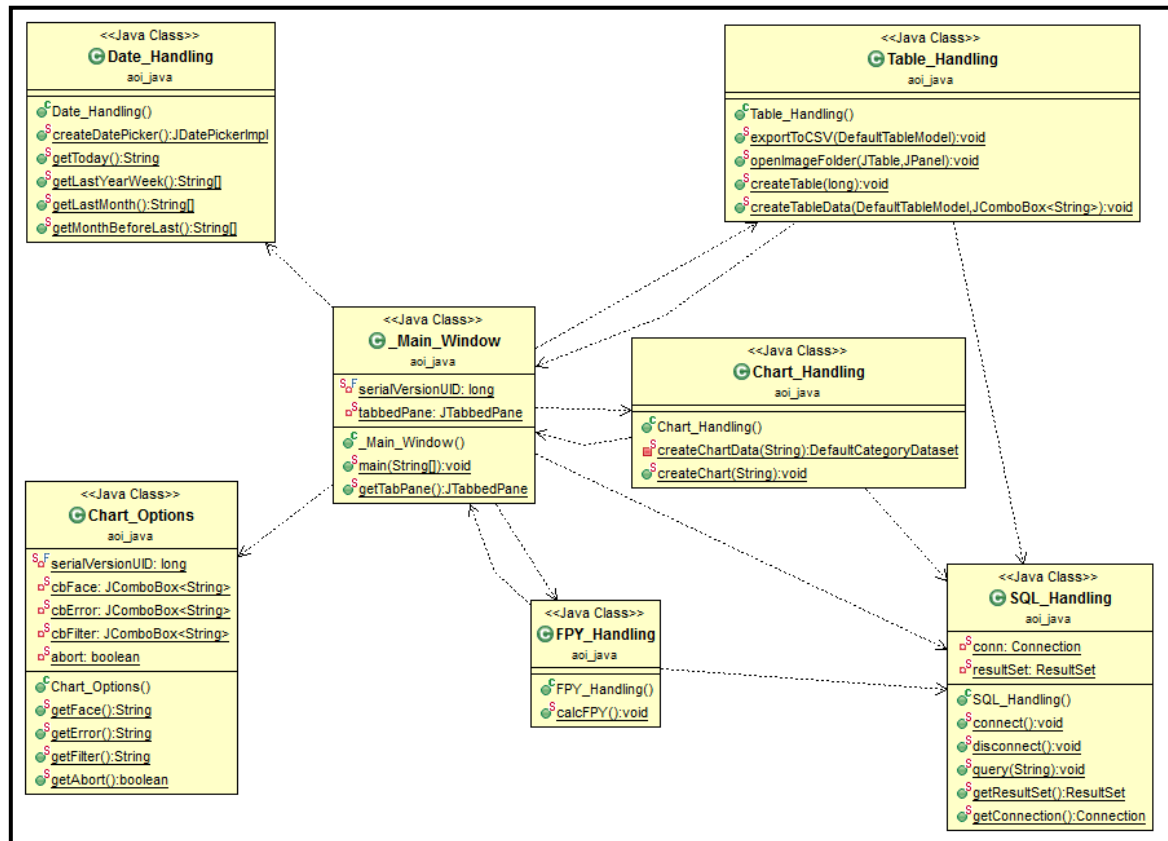 <<Java Class>>
Date_Handling
aoi_java
Date_Handling()
createDatePicker():JDatePickerImpl
getToday():String
getLastYearWeek():String[]
getLastMonth():String[]
getMonthBeforeLast():String[]
<<Java Class>>
Table_Handling
aoi_java
Table_Handling()
exportToCSV(DefaultTableModel):void
openImageFolder(JTable,JPanel):void
createTable(long):void
createTableData(DefaultTableModel,JComboBox<String>):void
<<Java Class>>
_Main_Window
aoi_java
serialVersionUID: long
tabbedPane: JTabbedPane
_Main_Window()
main(String[]):void
getTabPane():JTabbedPane
<<Java Class>>
Chart_Handling
aoi_java
Chart_Handling()
createChartData(String):DefaultCategoryDataset
createChart(String):void
<<Java Class>>
Chart_Options
aoi_java
serialVersionUID: long
cbFace: JComboBox<String>
cbError: JComboBox<String>
cbFilter: JComboBox<String>
abort: boolean
Chart_Options()
getFace():String
getError():String
getFilter():String
getAbort():boolean
<<Java Class>>
FPY_Handling
aoi_java
FPY_Handling()
calcFPY():void
<<Java Class>>
SQL_Handling
aoi_java
conn: Connection
resultSet: ResultSet
SQL_Handling()
connect():void
disconnect():void
query(String):void
getResultSet():ResultSet
getConnection():Connection